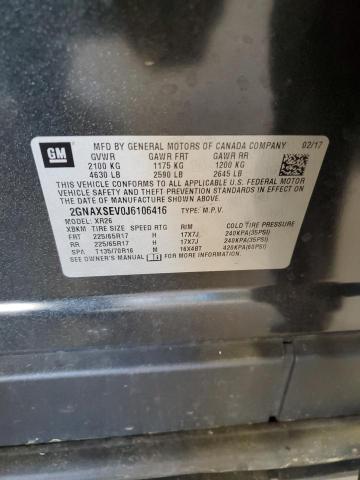 GM
MFD BY GENERAL MOTORS OF CANADA COMPANY 02/17
GVWR GAWR FRT GAWR RR
2100 KG 1175 KG 1200 KG
4630 LB 2590 LB 2645 LB
THIS VEHICLE CONFORMS TO ALL APPLICABLE U.S. FEDERAL MOTOR
VEHICLE SAFETY AND THEFT PREVENTION STANDARDS IN EFFECT
ON THE DATE OF MANUFACTURE SHOWN ABOVE.
2GNAXSEV0J6106416 TYPE: M.P.V.
MODEL: XR26
XBKM TIRE SIZE SPEED RTG RIM COLD TIRE PRESSURE
FRT 225/65R17 H 17X7J 240KPA(35PSI)
RR 225/65R17 H 17X7J 240KPA(35PSI)
SPA T135/70R16 M 16X4BT 420KPA(60PSI)
SEE OWNER'S MANUAL FOR MORE INFORMATION